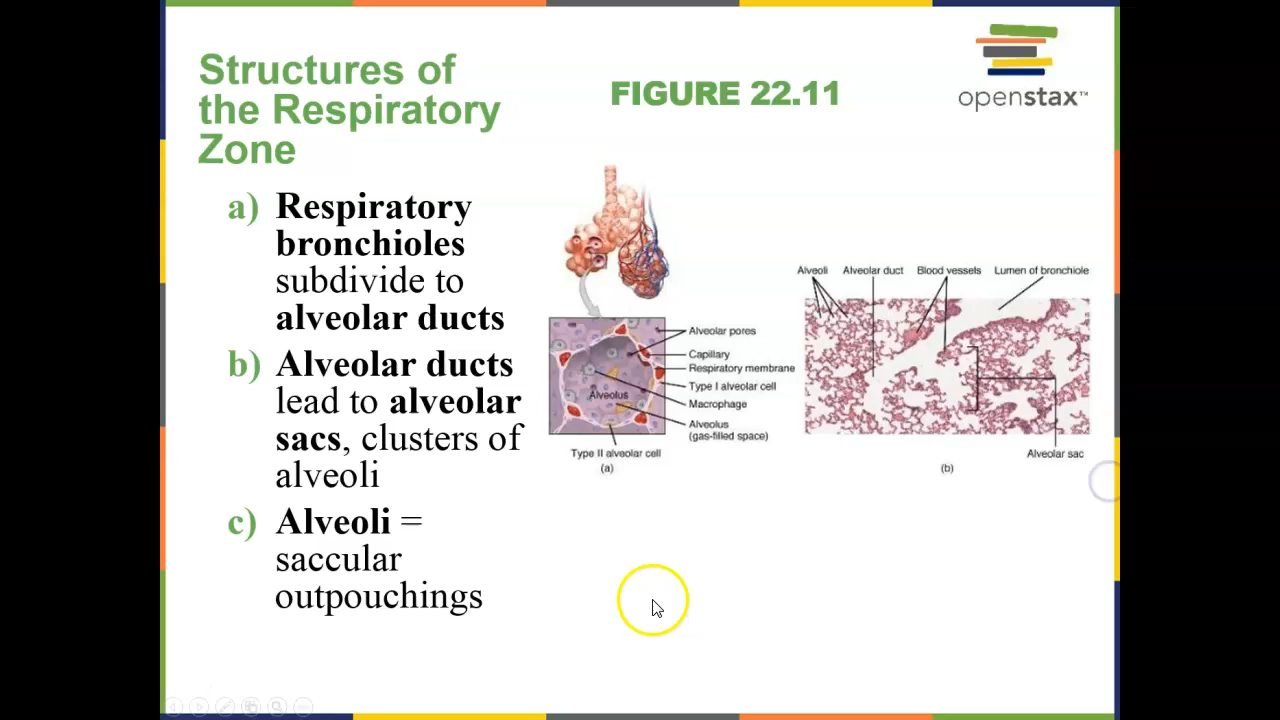 Structures of
the Respiratory
Zone
FIGURE 22.11
openstax™
a) Respiratory
bronchioles
subdivide to
alveolar ducts
b) Alveolar ducts
lead to alveolar
sacs, clusters of
alveoli
c) Alveoli =
saccular
outpouchings
Alveolar pores
Capillary
Respiratory membrane
Type I alveolar cell
Macrophage
Alveolus
(gas-filled space)
Alveolus
Type II alveolar cell
(a)
Alveoli
Alveolar duct
Blood vessels
Lumen of bronchiole
Alveolar sac
(b)